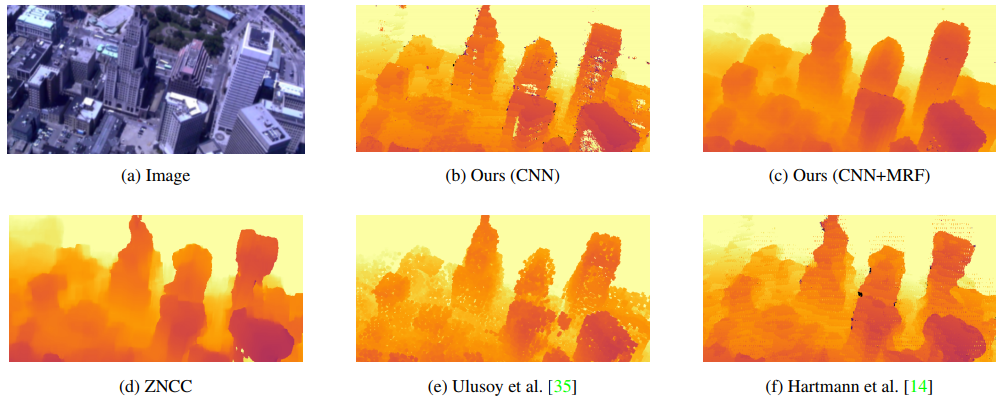 (a) Image
(b) Ours (CNN)
(c) Ours (CNN+MRF)
(d) ZNCC
(e) Ulusoy et al. [35]
(f) Hartmann et al. [14]